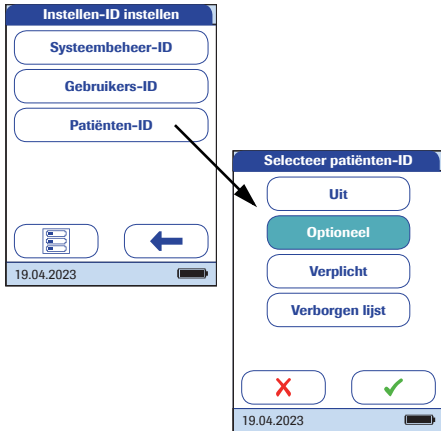 Instellen-ID instellen
Systeembeheer-ID
Gebruikers-ID
Patiënten-ID
19.04.2023
Selecteer patiënten-ID
Uit
Optioneel
Verplicht
Verborgen lijst
19.04.2023